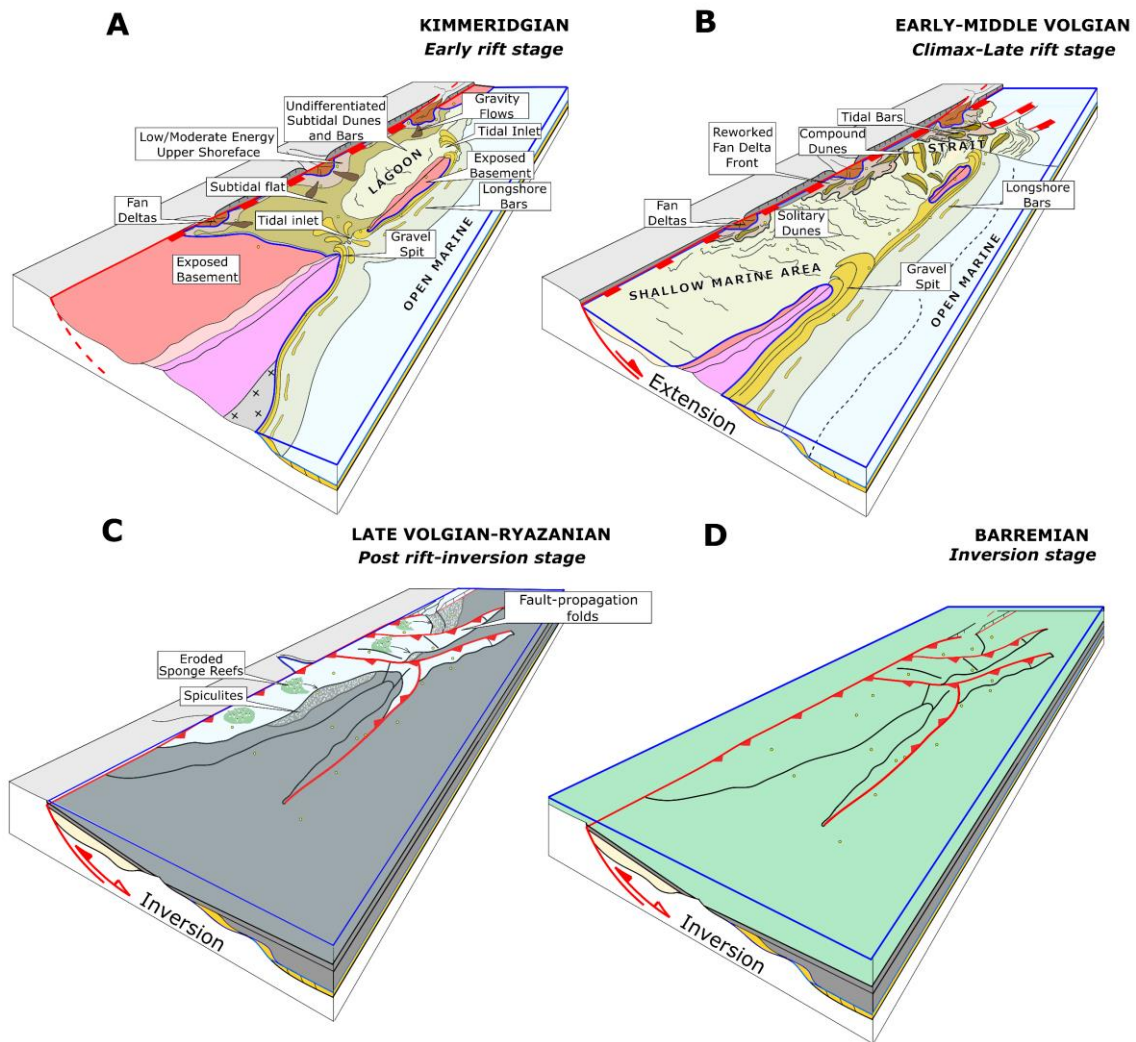 A
KIMMERIDGIAN
Early rift stage
Undifferentiated
Subtidal Dunes
and Bars
Gravity
Flows
Low/Moderate Energy
Upper Shoreface
Tidal Inlet
Exposed
Basement
LAGOON
Subtidal flat
Longshore
Bars
Fan
Deltas
Tidal inlet
Gravel
Spit
Exposed
Basement
OPEN MARINE
B
EARLY-MIDDLE VOLGIAN
Climax-Late rift stage
Tidal Bars
Reworked
Fan Delta
Front
Compound
Dunes
STRAIT
Longshore
Bars
Fan
Deltas
Solitary
Dunes
SHALLOW MARINE AREA
Gravel
Spit
OPEN MARINE
Extension
C
LATE VOLGIAN-RYAZANIAN
Post rift-inversion stage
Fault-propagation
folds
Eroded
Sponge Reefs
Spiculites
Inversion
D
BARREMIAN
Inversion stage
Inversion